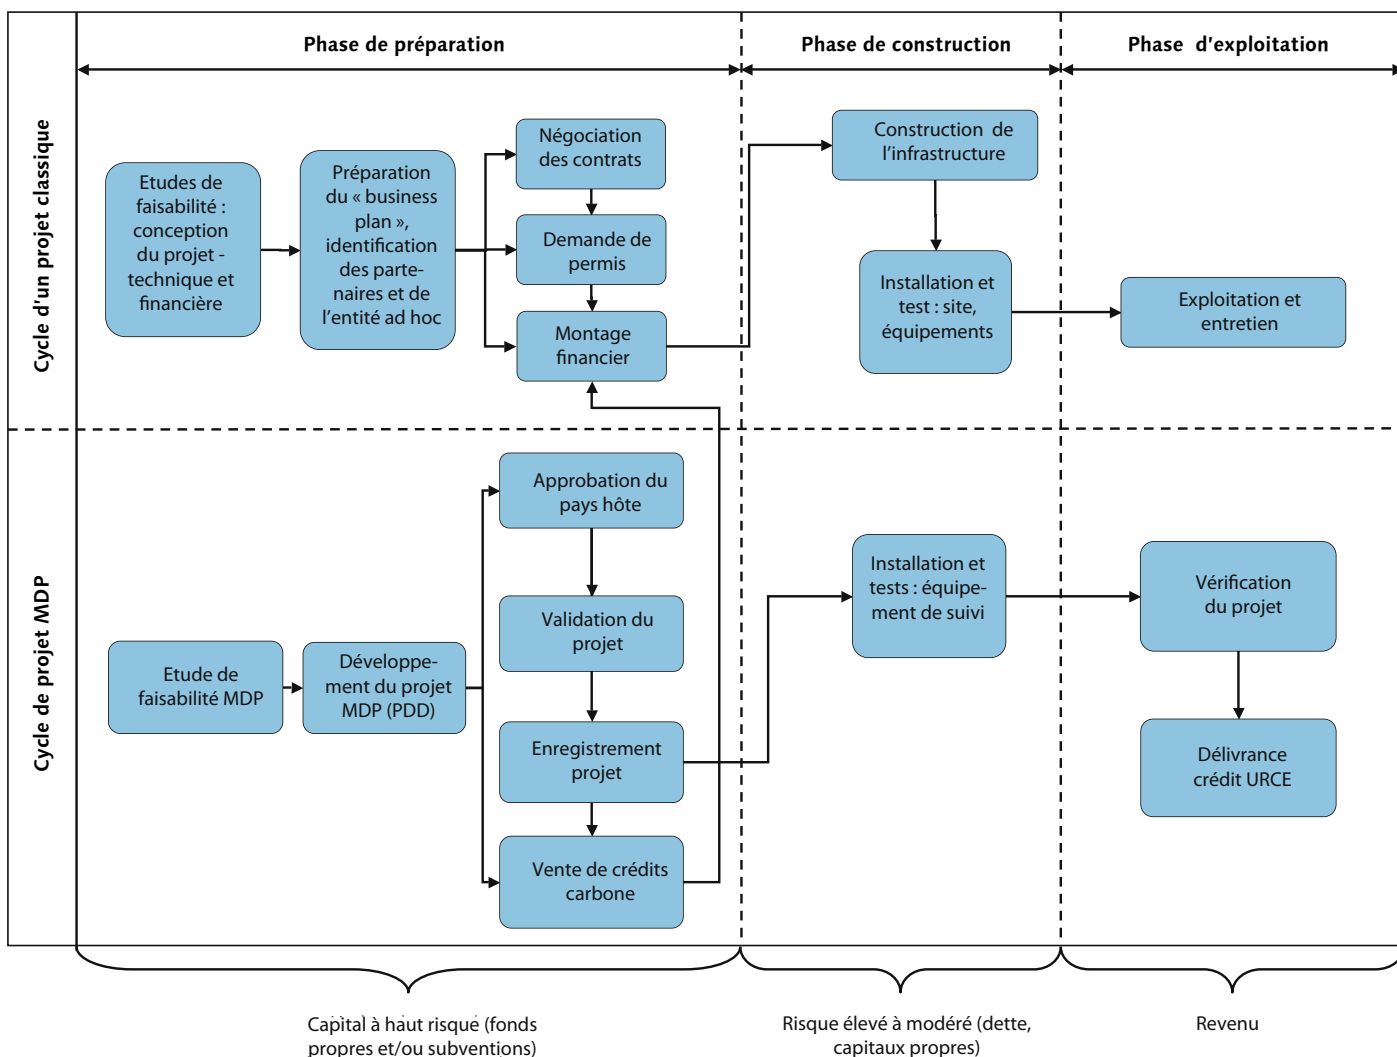 Phase de préparation
Phase de construction
Phase d'exploitation
Cycle d'un projet classique
Etudes de
faisabilité :
conception
du projet -
technique et
financière
Préparation
du « business
plan »,
identification
des parte-
naires et de
l'entité ad hoc
Négociation
des contrats
Demande de
permis
Montage
financier
Construction de
l'infrastructure
Installation et
test : site,
équipements
Exploitation et
entretien
Cycle de projet MDP
Etude de
faisabilité MDP
Développe-
ment du projet
MDP (PDD)
Approbation du
pays hôte
Validation du
projet
Enregistrement
projet
Vente de crédits
carbone
Installation et
tests : équipe-
ment de suivi
Vérification
du projet
Délivrance
crédit URCE
Capital à haut risque (fonds
propres et/ou subventions)
Risque élevé à modéré (dette,
capitaux propres)
Revenu